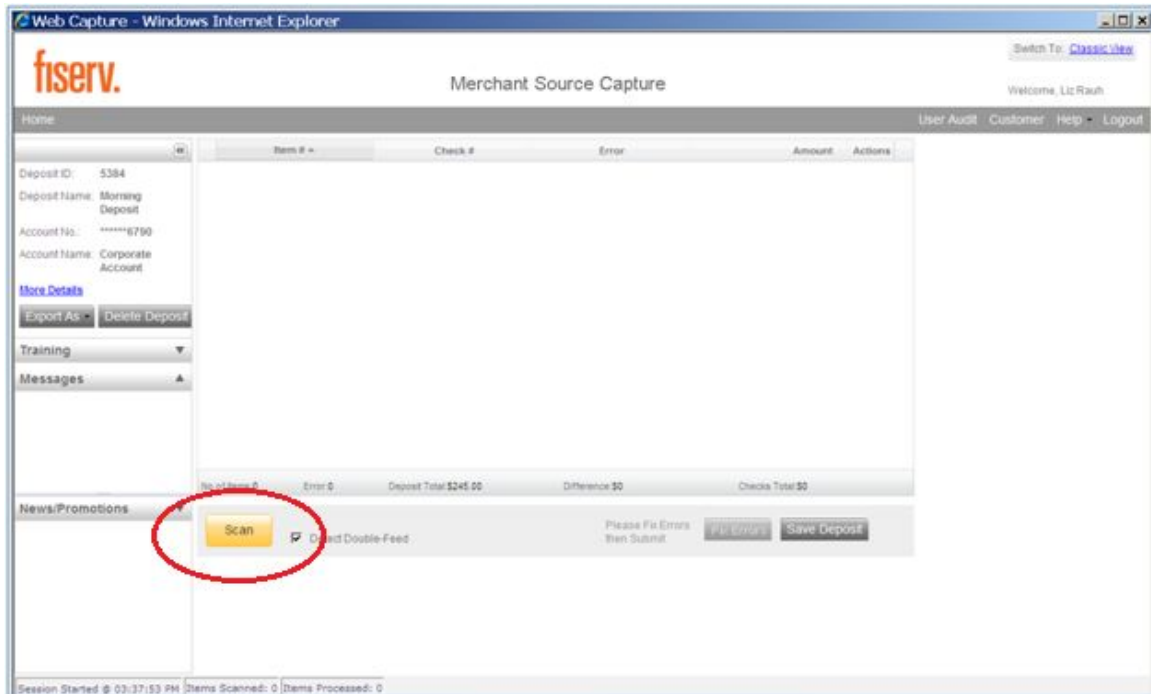 Web Capture - Windows Internet Explorer
Switch To: Classic View
fiserv.
Merchant Source Capture
Welcome, Liz Rauh
Home
User Audit Customer Help Logout
Item # Check # Error Amount Actions
Deposit ID: 5384
Deposit Name: Morning
Deposit
Account No.: ******6790
Account Name: Corporate
Account
More Details
Export As Delete Deposit
Training
Messages
No of Items 0 Error 0 Deposit Total $245.00 Difference $0 Checks Total $0
News/Promotions
Scan
Detect Double-Feed
Please Fix Errors
then Submit
Fix Errors
Save Deposit
Session Started @ 03:37:53 PM Items Scanned: 0 Items Processed: 0